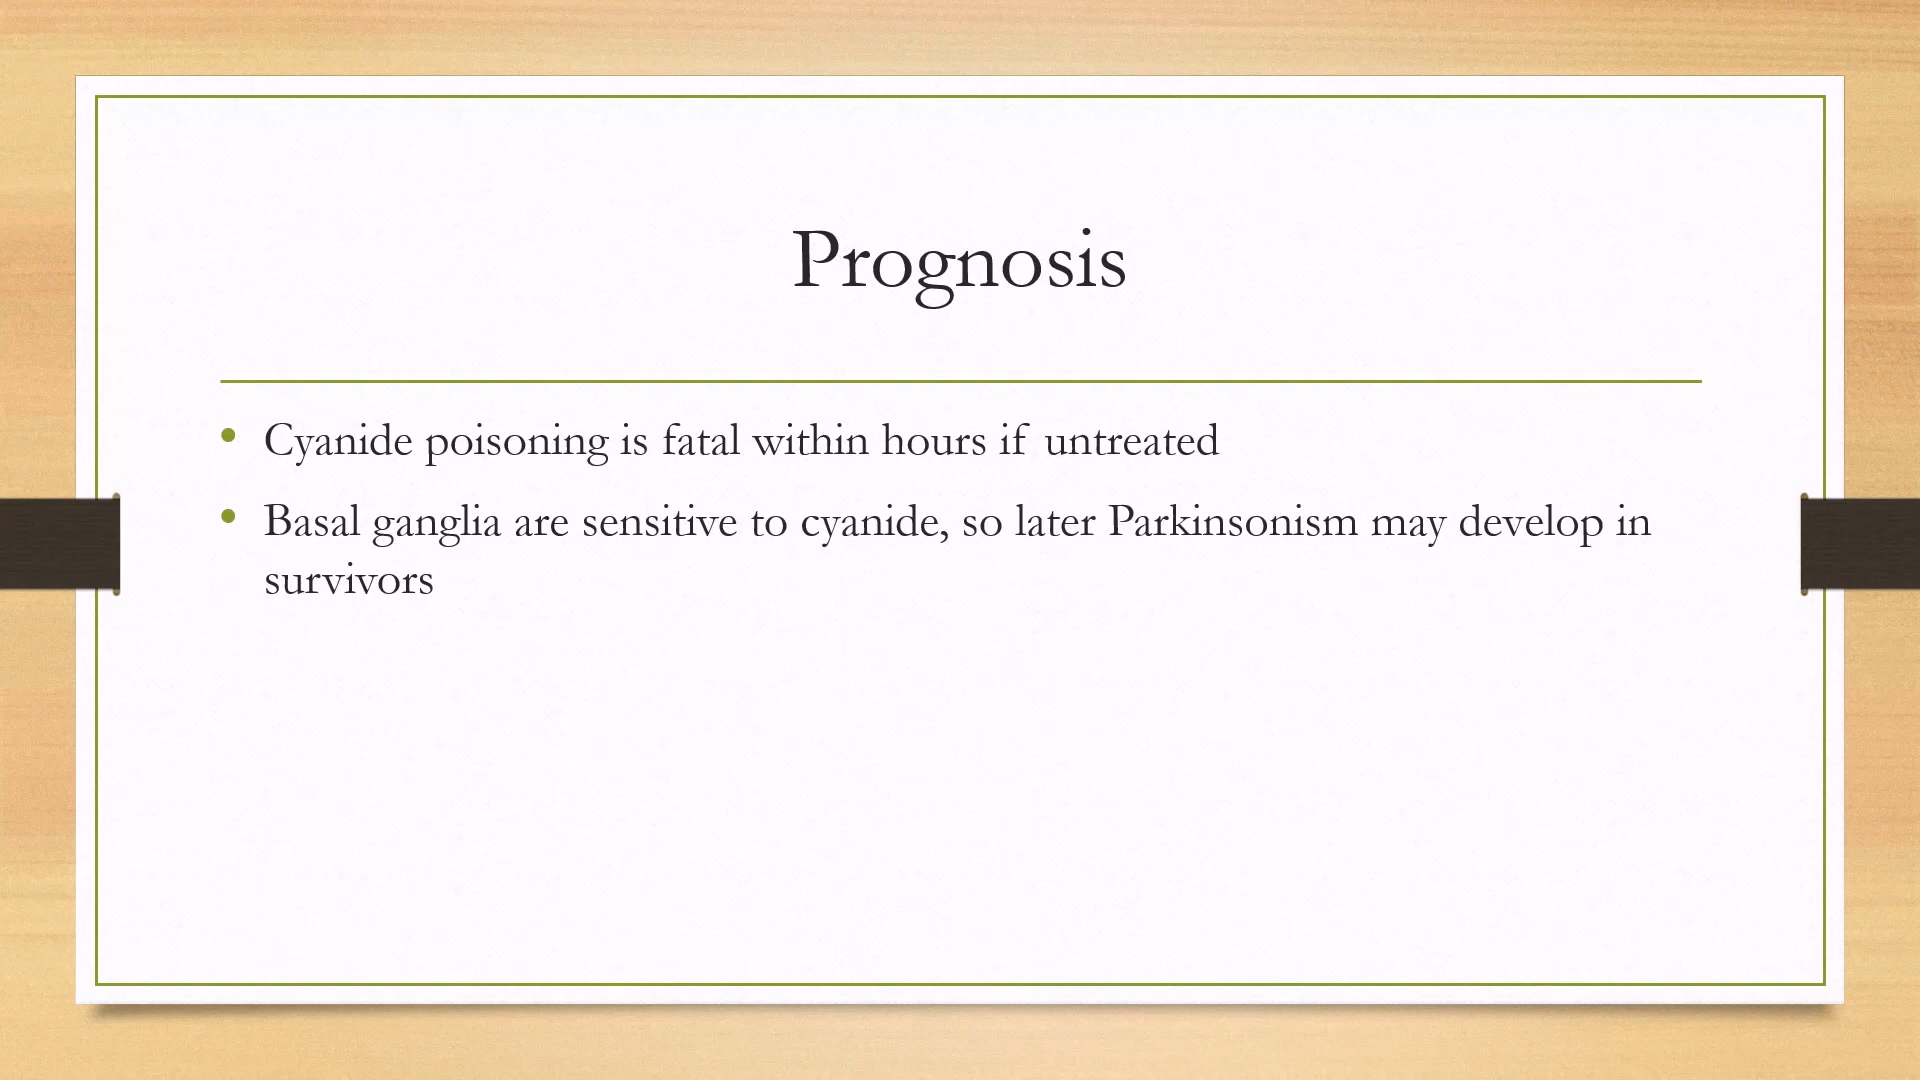 Prognosis
• Cyanide poisoning is fatal within hours if untreated
• Basal ganglia are sensitive to cyanide, so later Parkinsonism may develop in
survivors